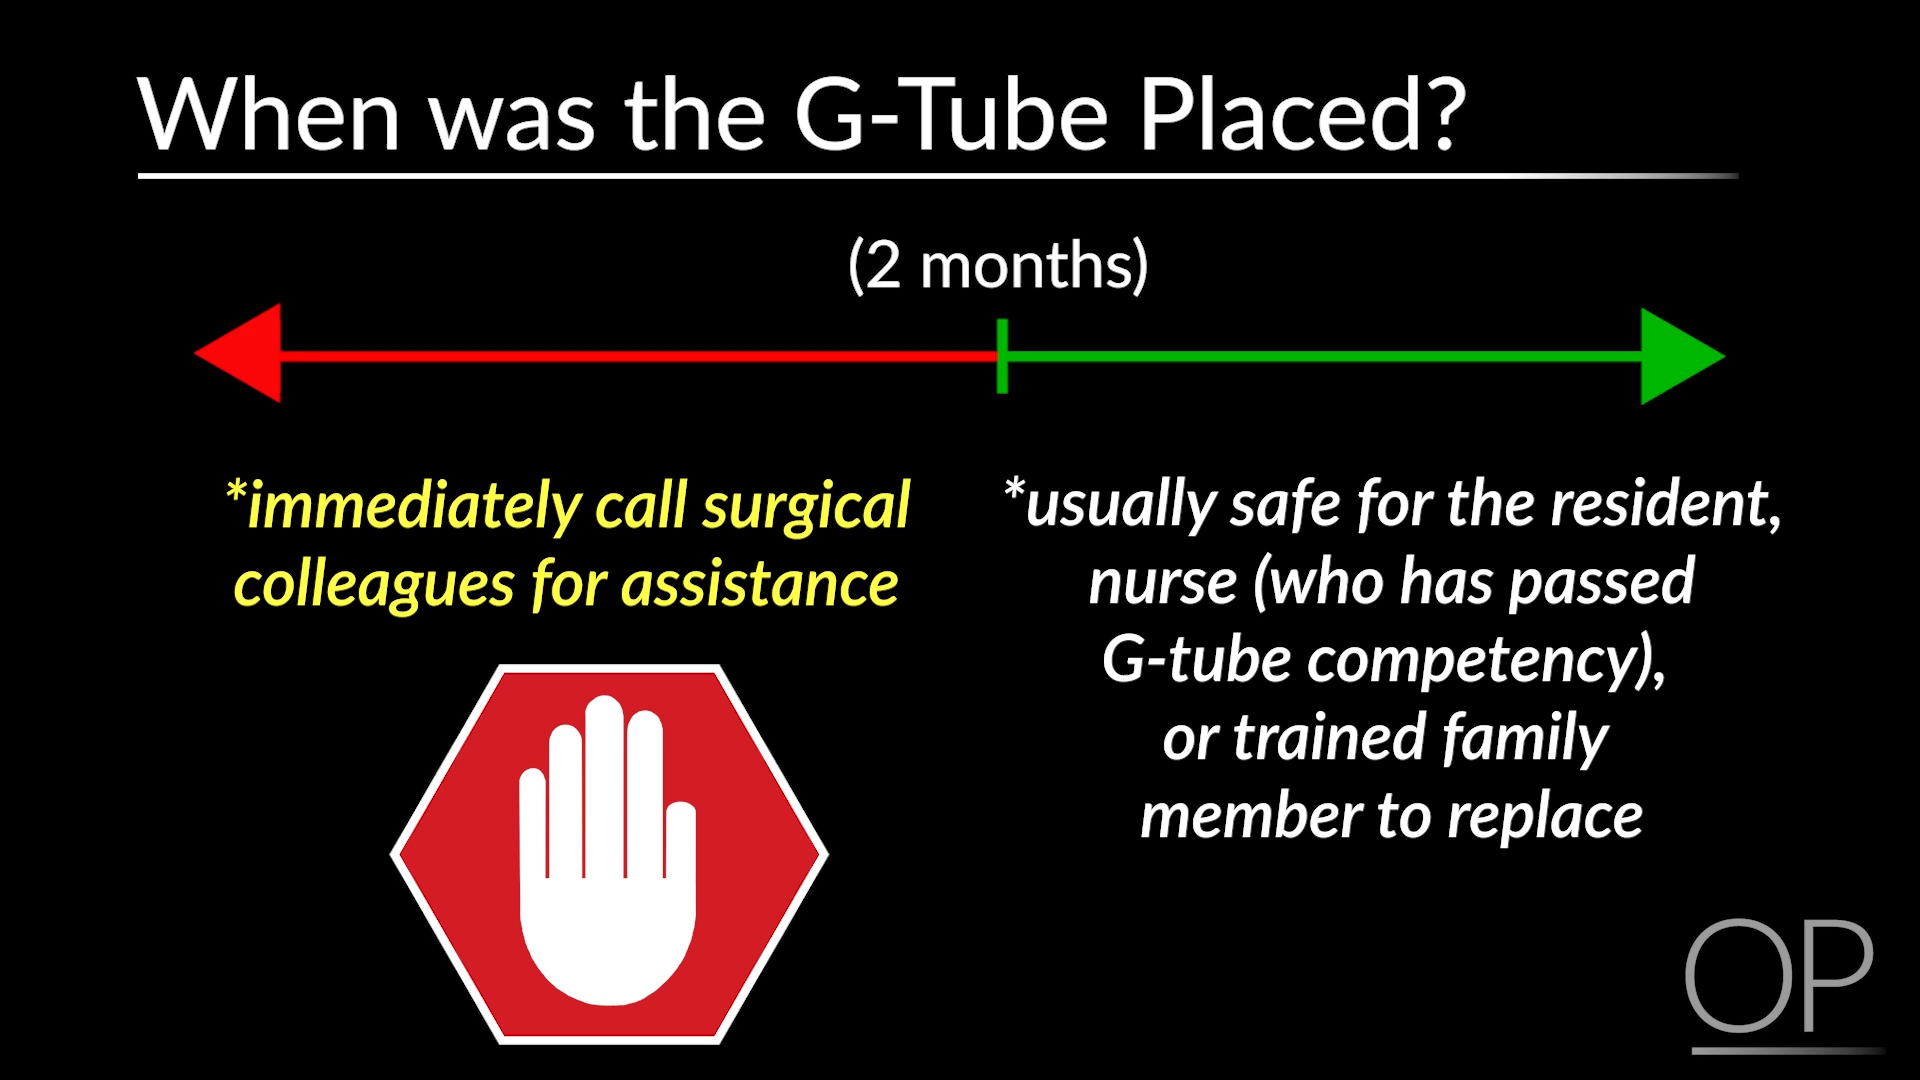 When was the G-Tube Placed?
(2 months)
*immediately call surgical
colleagues for assistance
*usually safe for the resident,
nurse (who has passed
G-tube competency),
or trained family
member to replace
OP